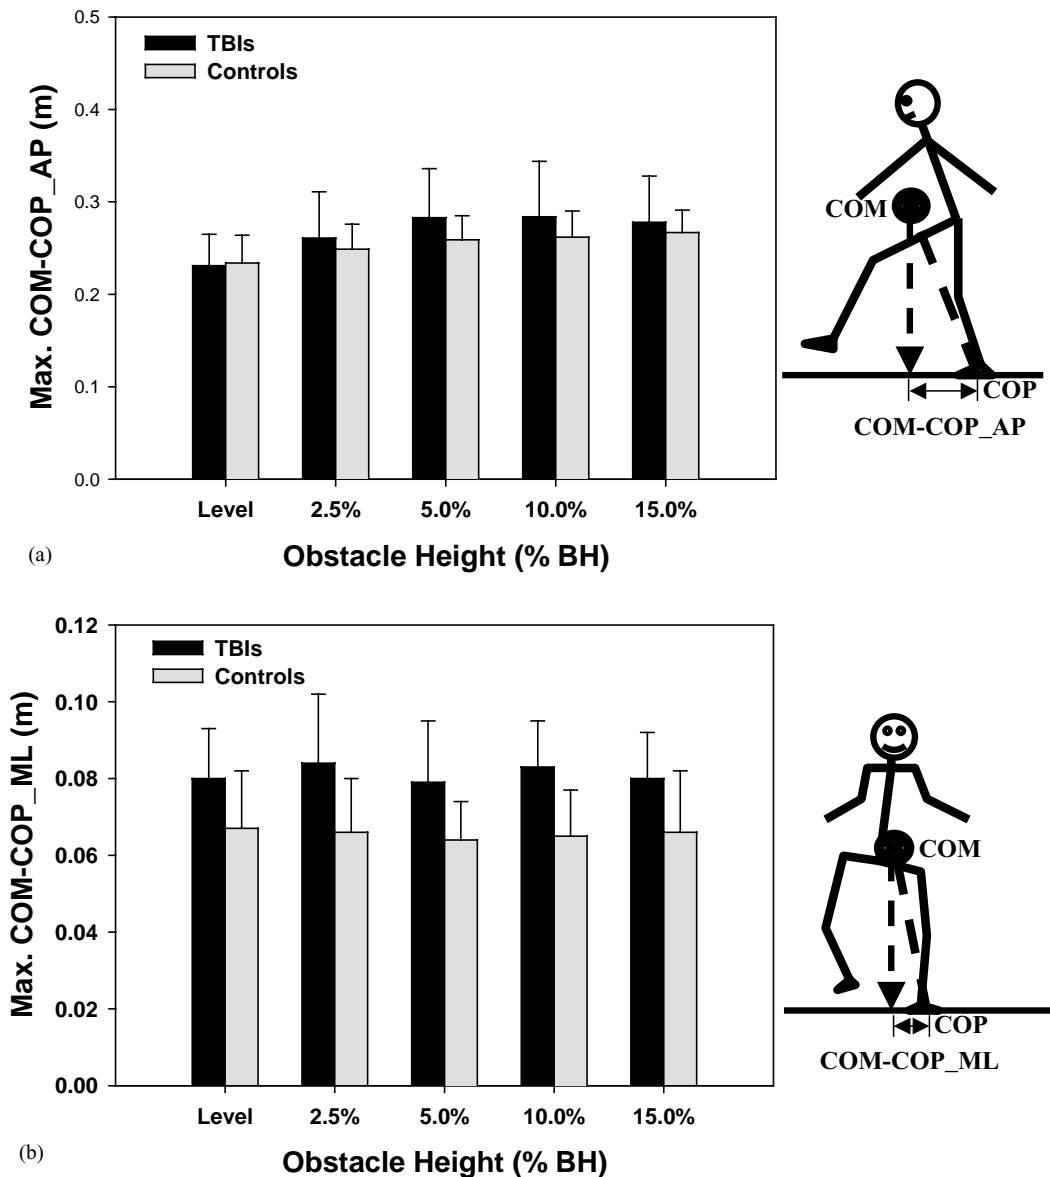 0.5
TBIs
Controls
0.4
0.3
0.2
0.1
0.0
Max. COM-COP_AP (m)
Level 2.5% 5.0% 10.0% 15.0%
Obstacle Height (% BH)
(a)
COM
COP
COM-COP_AP
0.12
TBIs
Controls
0.10
0.08
0.06
0.04
0.02
0.00
Max. COM-COP_ML (m)
Level 2.5% 5.0% 10.0% 15.0%
Obstacle Height (% BH)
(b)
COM
COP
COM-COP_ML